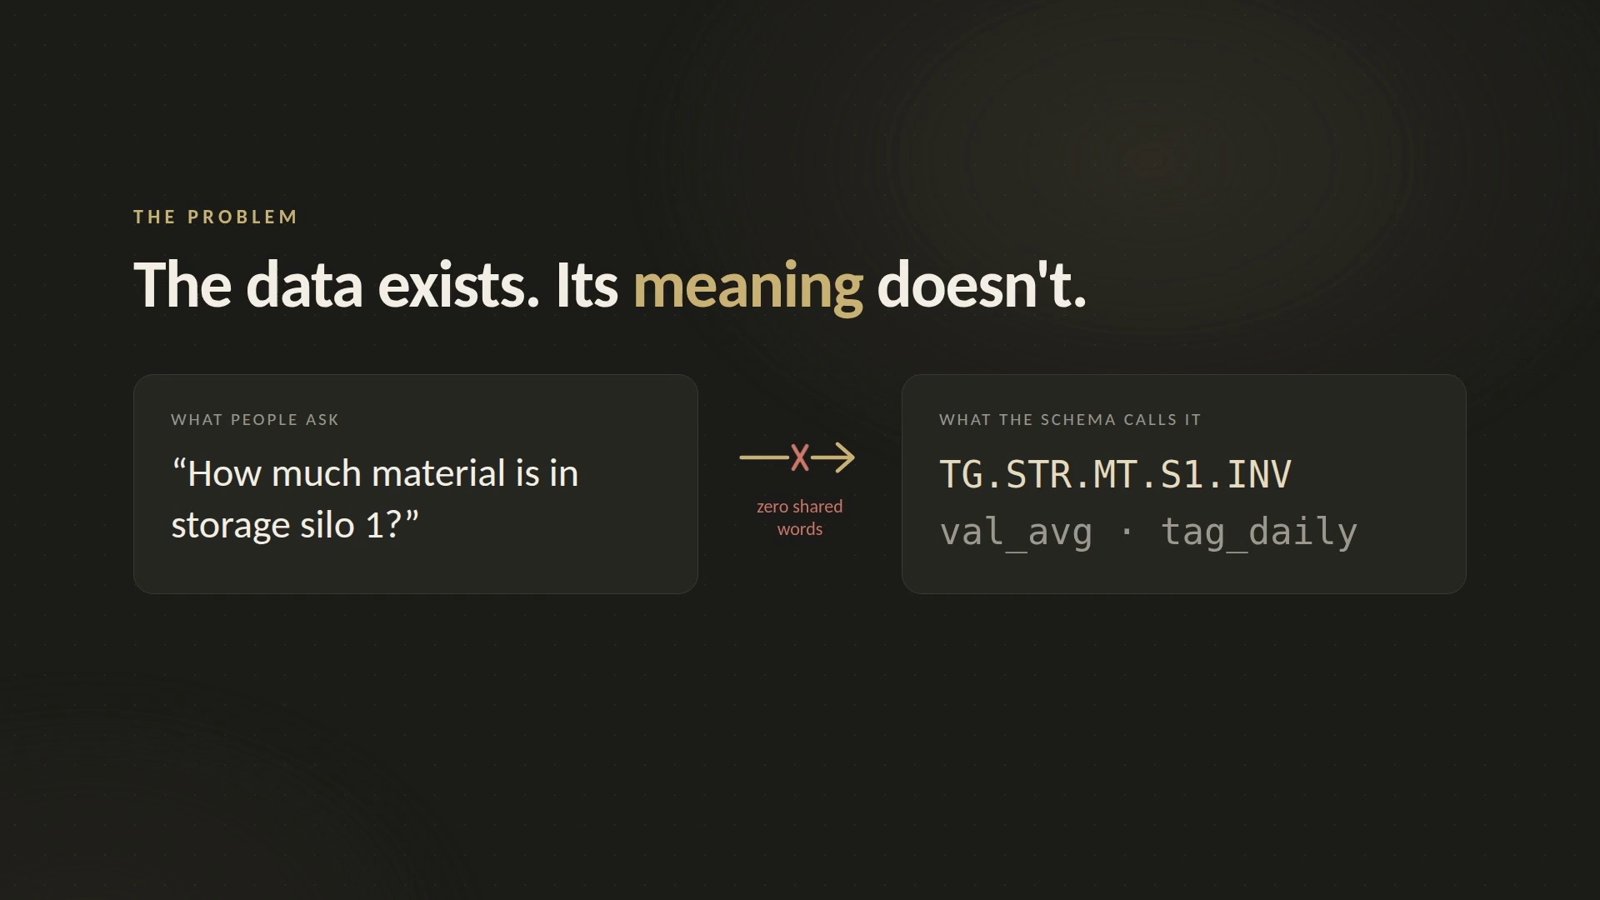 THE PROBLEM
The data exists. Its meaning doesn't.
WHAT PEOPLE ASK
“How much material is in
storage silo 1?”
zero shared
words
WHAT THE SCHEMA CALLS IT
TG.STR.MT.S1.INV
val_avg · tag_daily